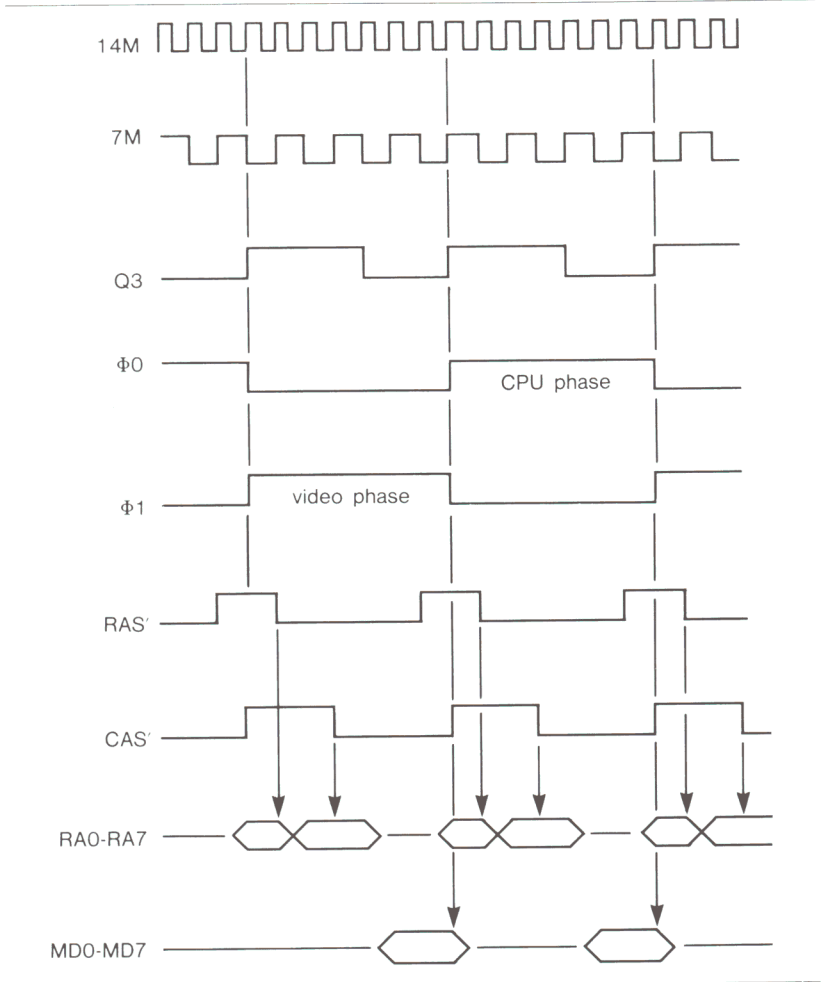 14M
7M
Q3
Φ0
CPU phase
Φ1
video phase
RAS'
CAS'
RA0-RA7
MD0-MD7